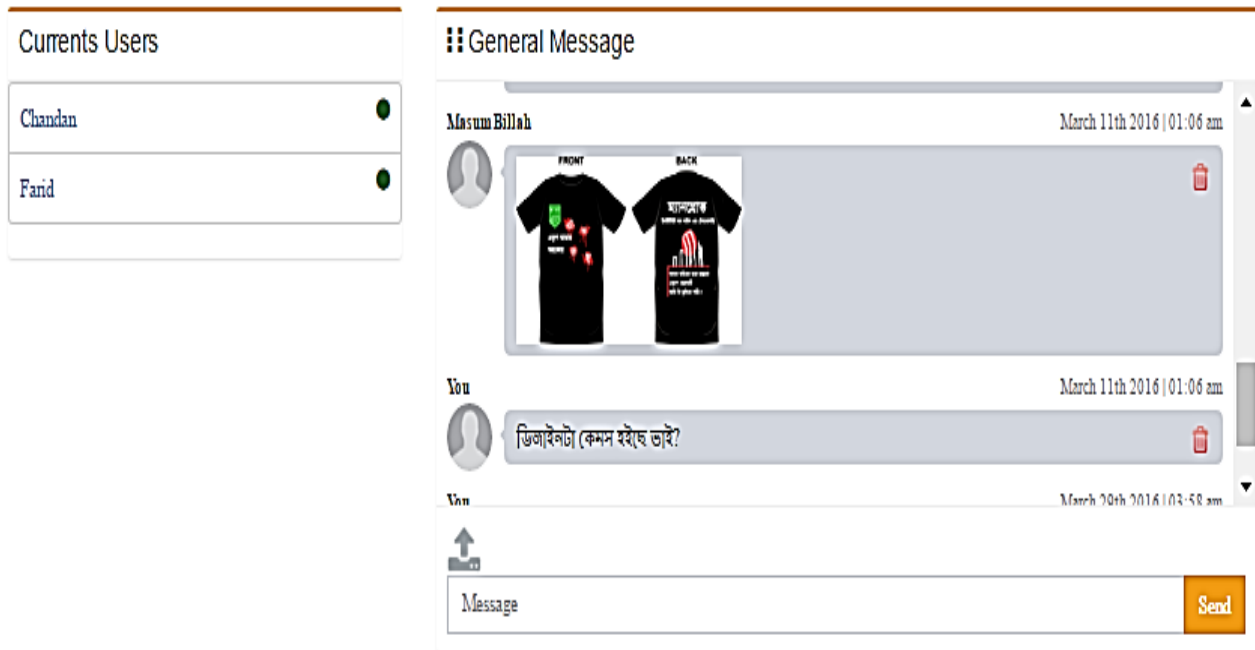 Currents Users
Chandan
Farid
General Message
Masum Billah
March 11th 2016 | 01:06 am
FRONT
BACK
You
March 11th 2016 | 01:06 am
ডিজাইনটা কেমস হইছে ভাই?
You
March 29th 2016 | 03:58 am
Message
Send